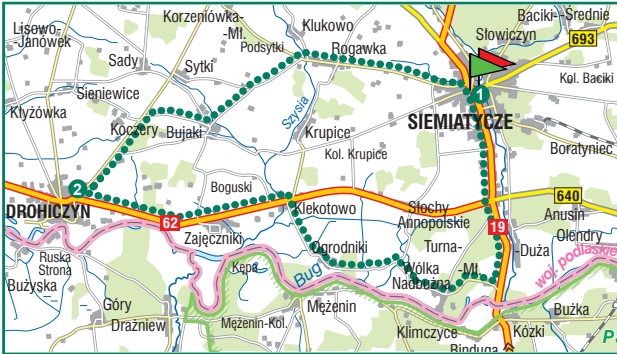 Lisowo-
-Janówek
Korzeniówka-
-Mł.
Podsytki
Klukowo
Rogawka
Baciki-
-Średnie
Słowiczyn
693
Sady
Sytki
Kol. Baciki
Sieniewice
Kłyżówka
Szysia
1
SIEMIATYCZE
Koczery
Bujaki
Krupice
Kol. Krupice
Boratyniec
2
Boguski
DROHICZYN
Klekotowo
Słochy
Annopolskie
640
62
19
Anusin
Zajęczniki
Ogrodniki
Turna-
-Mł.
-Duża
Olendry
Ruska
Strona
Kępa
Bug
Wólka
Nadbużna
woj. podlaskie
Bużyska
Góry
Mężenin
Drażniew
Mężenin-Kol.
Klimczyce
Bużka
Kózki
Binduga